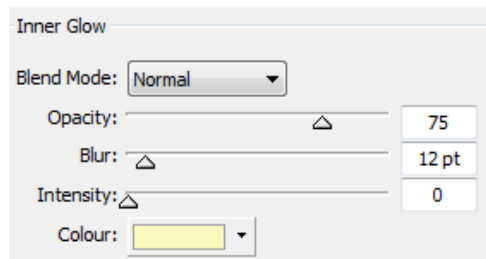 Inner Glow
Blend Mode: Normal
Opacity: 75
Blur: 12 pt
Intensity: 0
Colour: